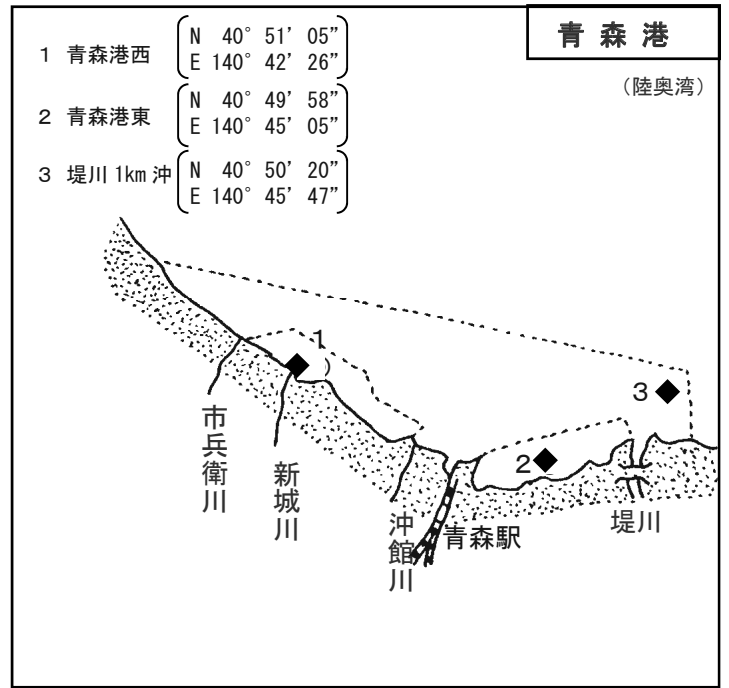 青森港
（陸奥湾）
1 青森港西
N 40° 51’ 05”
E 140° 42’ 26”
2 青森港東
N 40° 49’ 58”
E 140° 45’ 05”
3 堤川 1km 沖
N 40° 50’ 20”
E 140° 45’ 47”
1
3
2
市兵衛川
新城川
沖館川
青森駅
堤川